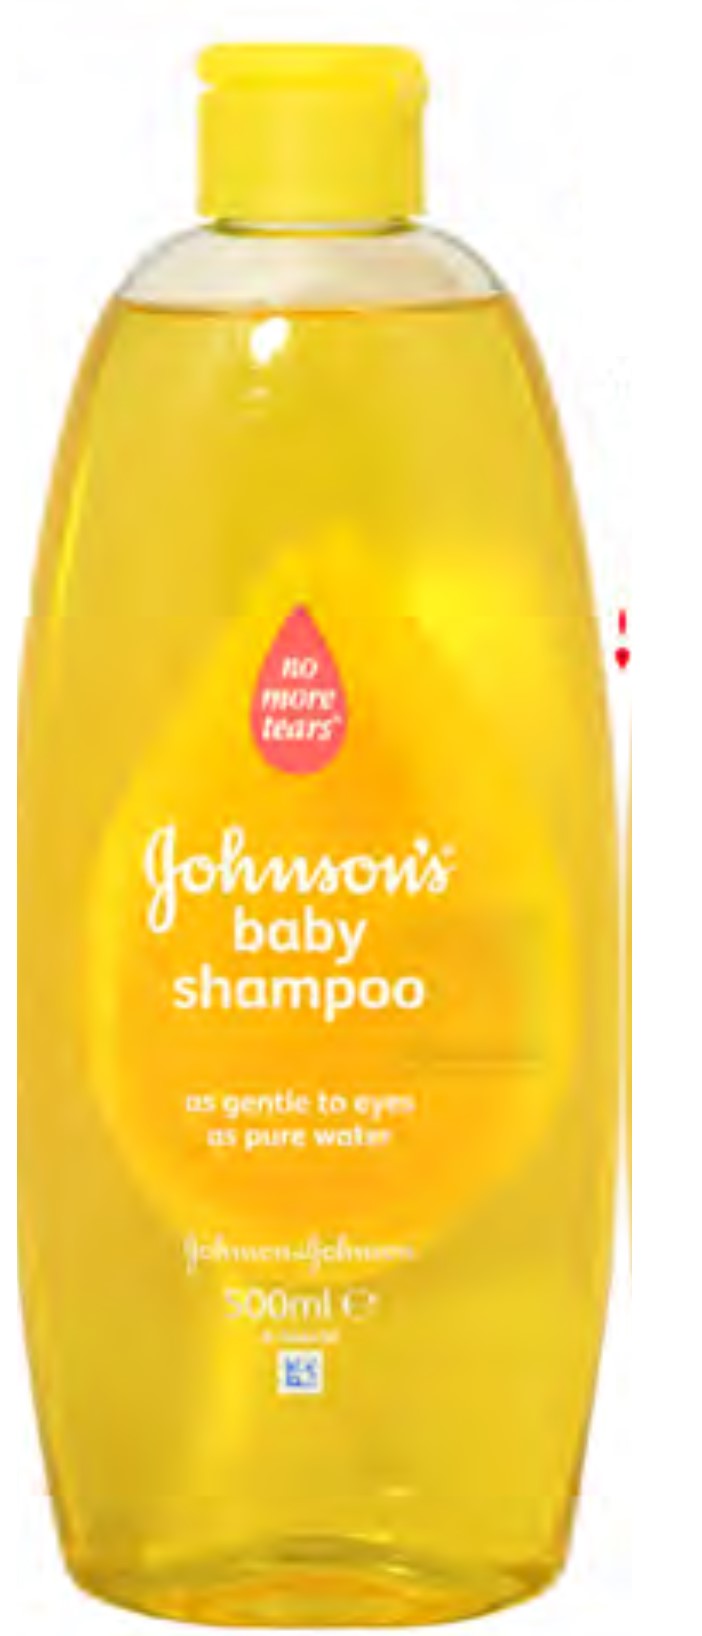 no
more
tears®
Johnson's®
baby
shampoo
as gentle to eyes
as pure water
Johnson & Johnson
500ml ℮